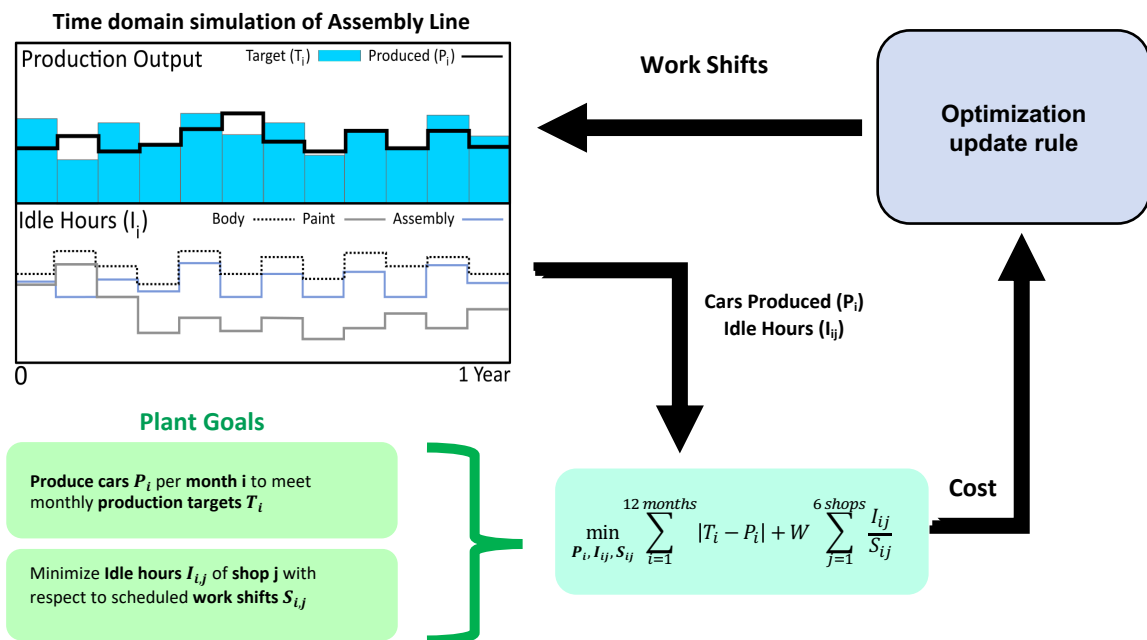 Time domain simulation of Assembly Line
Production Output
Target (Tᵢ)
Produced (Pᵢ)
Idle Hours (Iᵢ)
Body
Paint
Assembly
0
1 Year
Work Shifts
Optimization
update rule
Cars Produced (Pᵢ)
Idle Hours (Iᵢⱼ)
Plant Goals
Produce cars Pᵢ per month i to meet
monthly production targets Tᵢ
Minimize Idle hours Iᵢ,ⱼ of shop j with
respect to scheduled work shifts Sᵢ,ⱼ
min_{Pᵢ, Iᵢⱼ, Sᵢⱼ} ∑_{i=1}^{12 months} |Tᵢ − Pᵢ| + W ∑_{j=1}^{6 shops} Iᵢⱼ/Sᵢⱼ
Cost